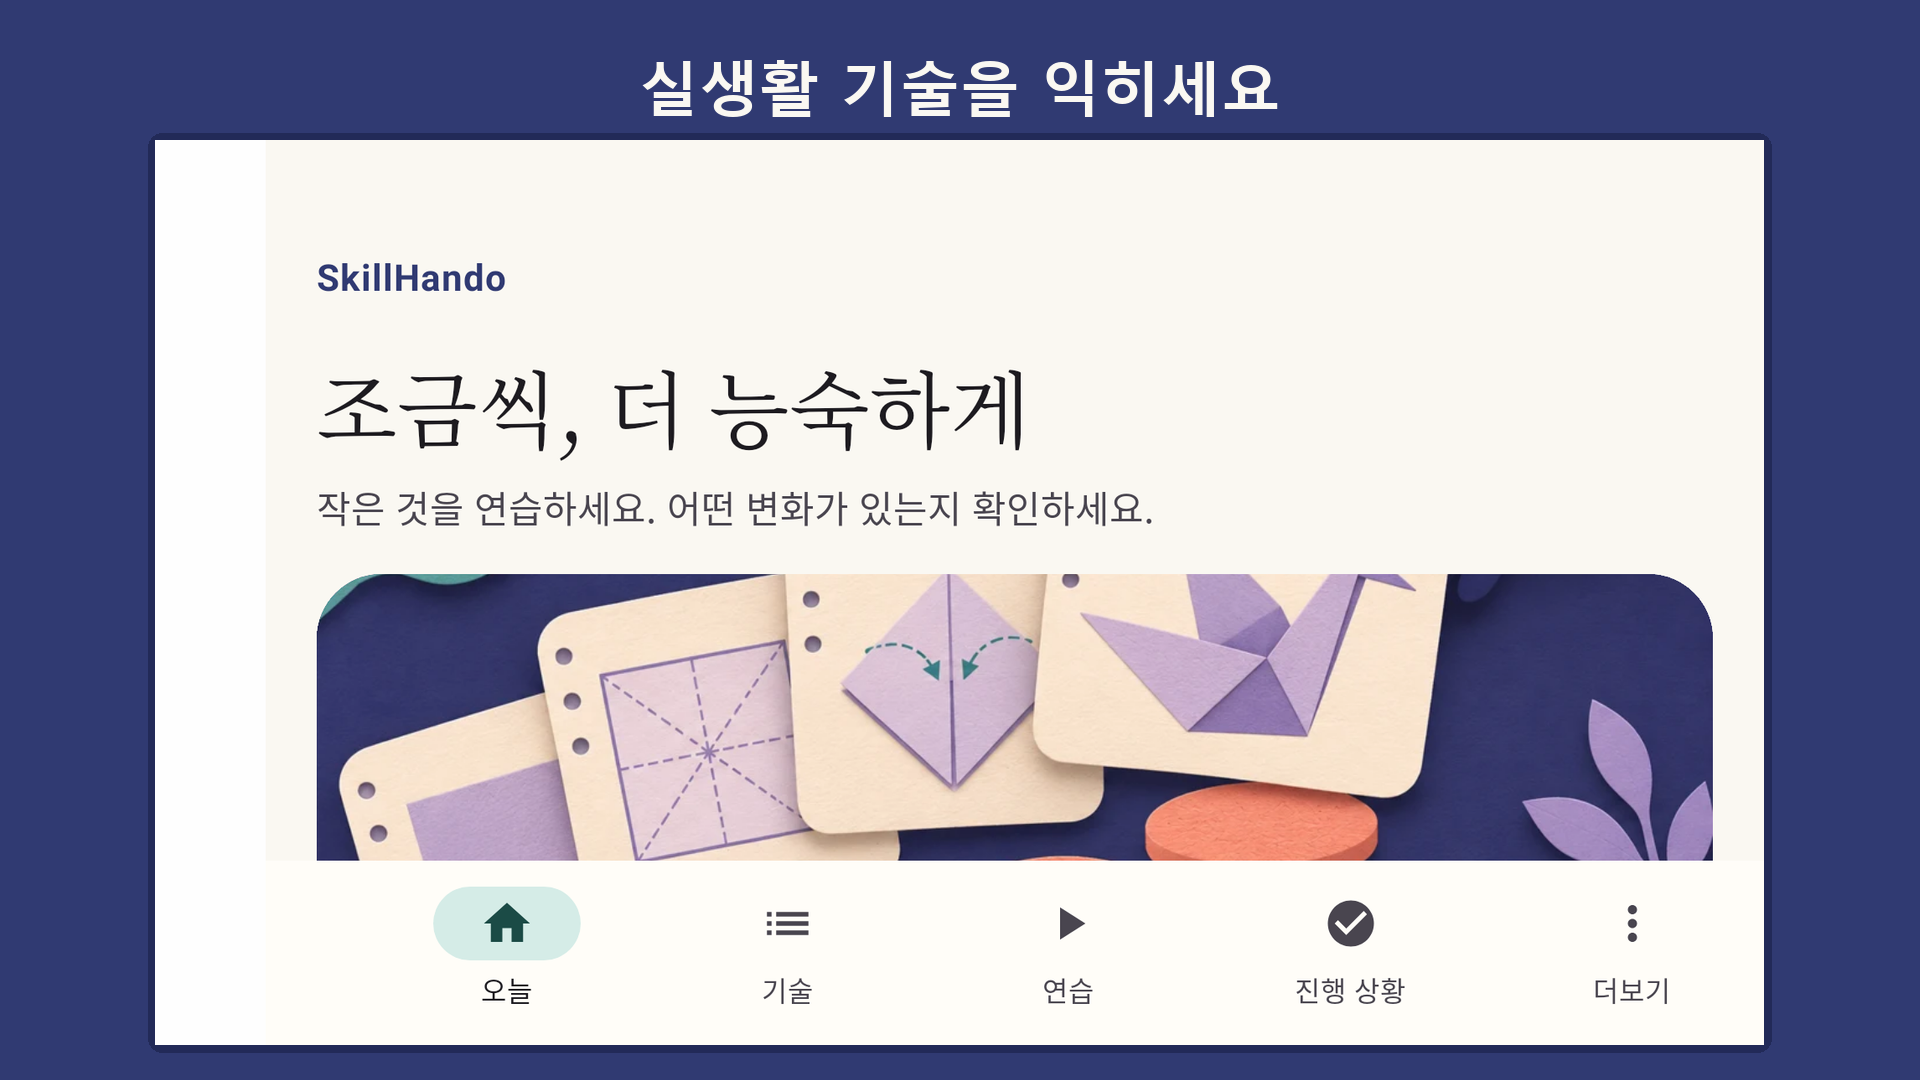 실생활 기술을 익히세요
SkillHando
조금씩, 더 능숙하게
작은 것을 연습하세요. 어떤 변화가 있는지 확인하세요.
오늘
기술
연습
진행 상황
더보기